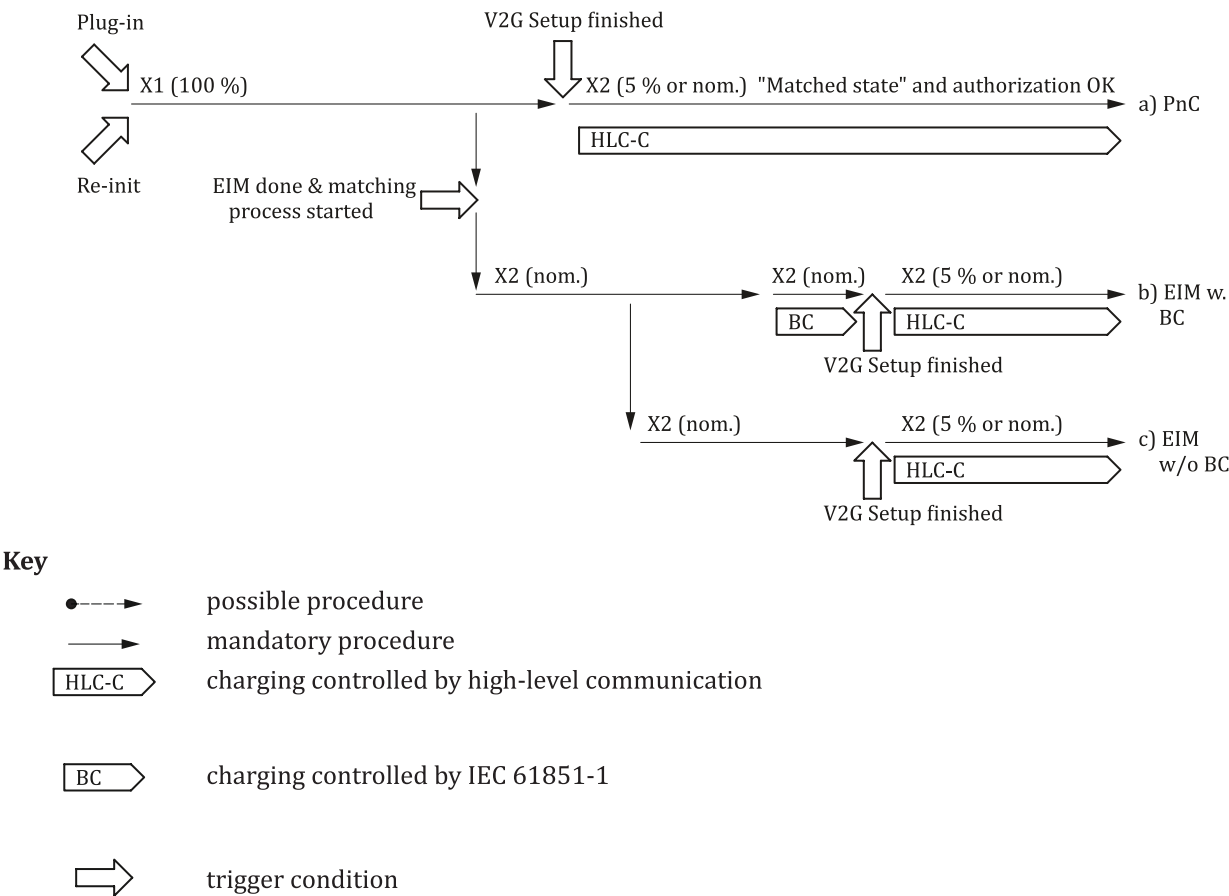 Plug-in
V2G Setup finished
X1 (100 %)
X2 (5 % or nom.) "Matched state" and authorization OK
a) PnC
HLC-C
Re-init
EIM done & matching
process started
X2 (nom.)
X2 (nom.)
X2 (5 % or nom.)
b) EIM w.
BC
BC
HLC-C
V2G Setup finished
X2 (nom.)
X2 (5 % or nom.)
c) EIM
w/o BC
HLC-C
V2G Setup finished
Key
possible procedure
mandatory procedure
HLC-C charging controlled by high-level communication
BC charging controlled by IEC 61851-1
trigger condition